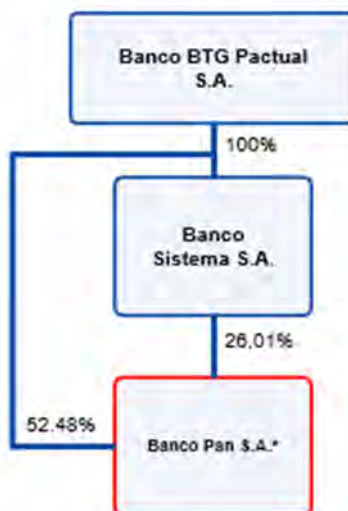 Banco BTG Pactual
S.A.
100%
Banco
Sistema S.A.
26,01%
52.48%
Banco Pan S.A.*